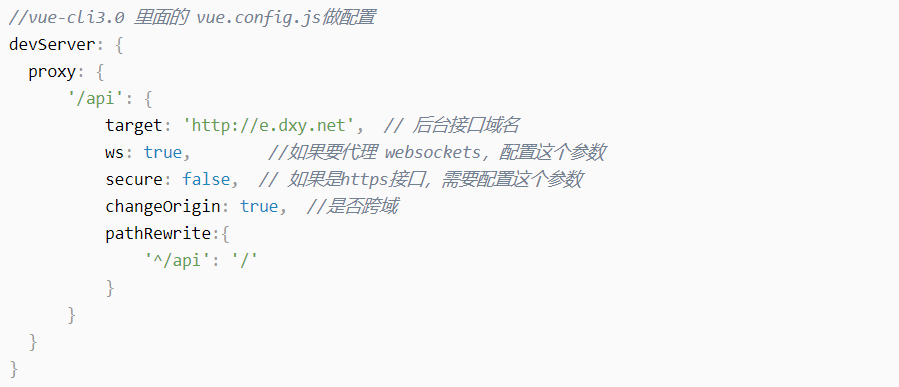 //vue-cli3.0 里面的 vue.config.js做配置
devServer: {
  proxy: {
      '/api': {
          target: 'http://e.dxy.net',  // 后台接口域名
          ws: true,        //如果要代理 websockets，配置这个参数
          secure: false,  // 如果是https接口，需要配置这个参数
          changeOrigin: true,  //是否跨域
          pathRewrite:{
              '^/api': '/'
          }
      }
  }
}